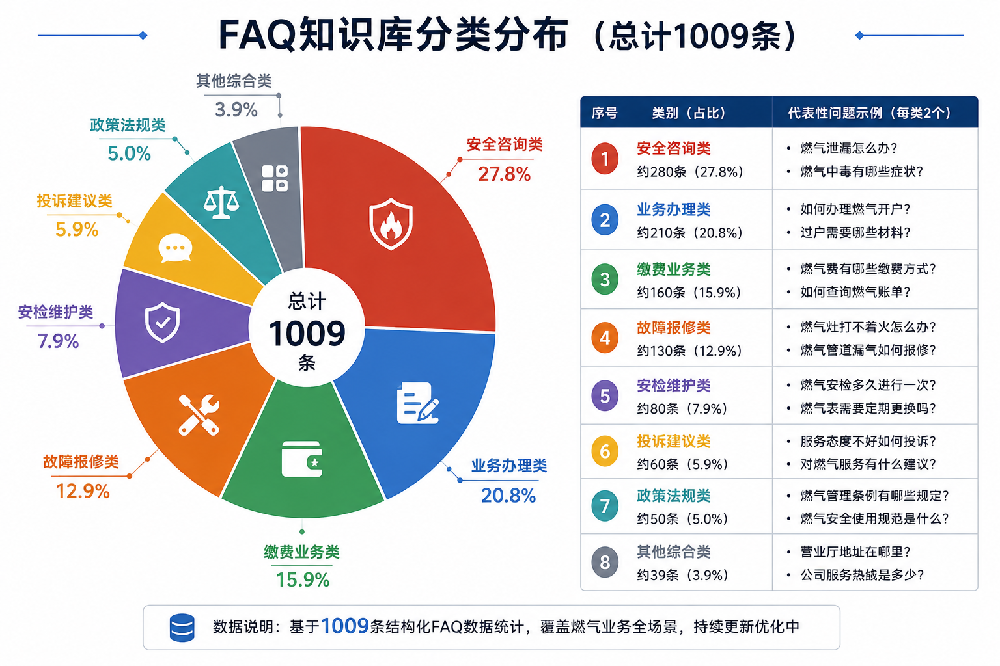 FAQ知识库分类分布（总计1009条）
其他综合类
3.9%
政策法规类
5.0%
投诉建议类
5.9%
安检维护类
7.9%
故障报修类
12.9%
缴费业务类
15.9%
业务办理类
20.8%
安全咨询类
27.8%
总计
1009
条
序号 类别（占比） 代表性问题示例（每类2个）
1 安全咨询类
约280条（27.8%）
• 燃气泄漏怎么办？
• 燃气中毒有哪些症状？
2 业务办理类
约210条（20.8%）
• 如何办理燃气开户？
• 过户需要哪些材料？
3 缴费业务类
约160条（15.9%）
• 燃气费有哪些缴费方式？
• 如何查询燃气账单？
4 故障报修类
约130条（12.9%）
• 燃气灶打不着火怎么办？
• 燃气管道漏气如何报修？
5 安检维护类
约80条（7.9%）
• 燃气安检多久进行一次？
• 燃气表需要定期更换吗？
6 投诉建议类
约60条（5.9%）
• 服务态度不好如何投诉？
• 对燃气服务有什么建议？
7 政策法规类
约50条（5.0%）
• 燃气管理条例有哪些规定？
• 燃气安全使用规范是什么？
8 其他综合类
约39条（3.9%）
• 营业厅地址在哪里？
• 公司服务热是多少？
数据说明：基于1009条结构化FAQ数据统计，覆盖燃气业务全场景，持续更新优化中